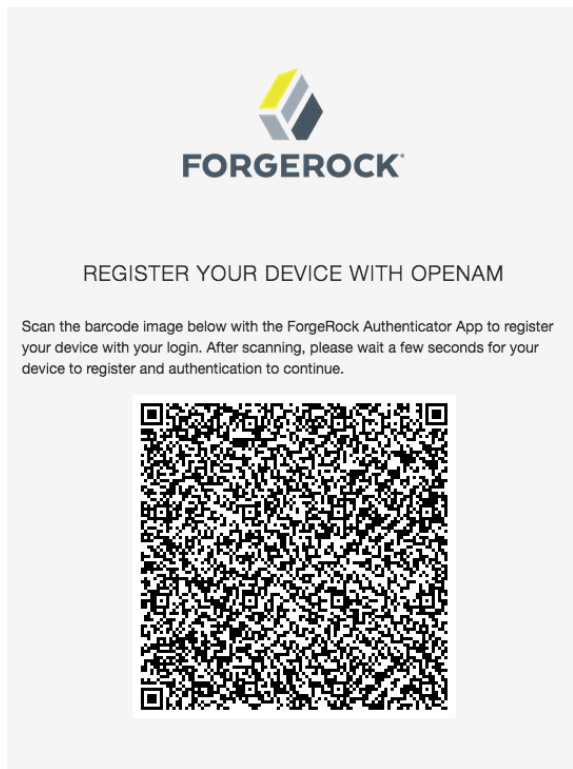 FORGEROCK
REGISTER YOUR DEVICE WITH OPENAM
Scan the barcode image below with the ForgeRock Authenticator App to register
your device with your login. After scanning, please wait a few seconds for your
device to register and authentication to continue.